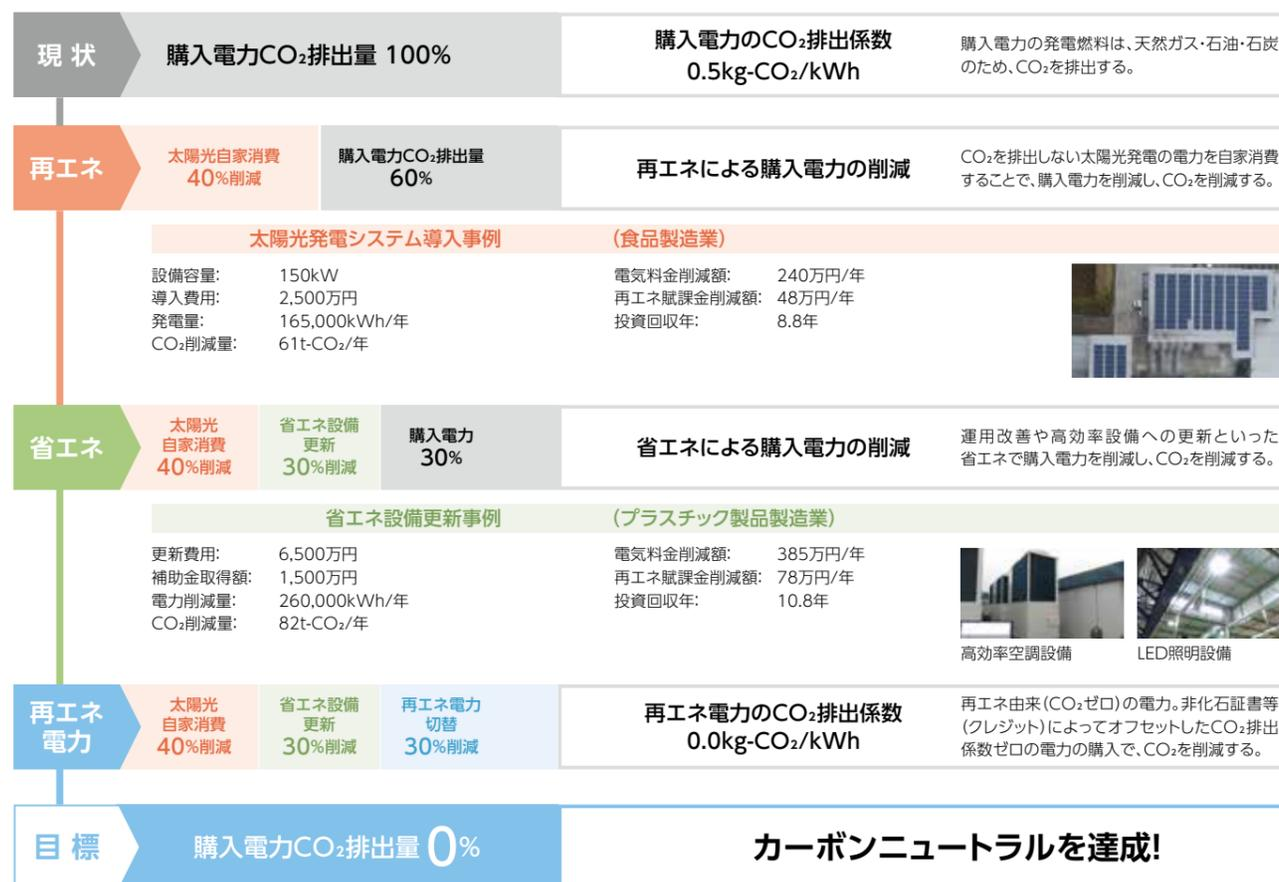 現状
購入電力CO₂排出量 100%
購入電力のCO₂排出係数
0.5kg-CO₂/kWh
購入電力の発電燃料は、天然ガス・石油・石炭
のため、CO₂を排出する。
再エネ
太陽光自家消費
40%削減
購入電力CO₂排出量
60%
再エネによる購入電力の削減
CO₂を排出しない太陽光発電の電力を自家消費
することで、購入電力を削減し、CO₂を削減する。
太陽光発電システム導入事例 (食品製造業)
設備容量: 150kW
導入費用: 2,500万円
発電量: 165,000kWh/年
CO₂削減量: 61t-CO₂/年
電気料金削減額: 240万円/年
再エネ賦課金削減額: 48万円/年
投資回収年: 8.8年
省エネ
太陽光
自家消費
40%削減
省エネ設備
更新
30%削減
購入電力
30%
省エネによる購入電力の削減
運用改善や高効率設備への更新といった
省エネで購入電力を削減し、CO₂を削減する。
省エネ設備更新事例 (プラスチック製品製造業)
更新費用: 6,500万円
補助金取得額: 1,500万円
電力削減量: 260,000kWh/年
CO₂削減量: 82t-CO₂/年
電気料金削減額: 385万円/年
再エネ賦課金削減額: 78万円/年
投資回収年: 10.8年
高効率空調設備
LED照明設備
再エネ
電力
太陽光
自家消費
40%削減
省エネ設備
更新
30%削減
再エネ電力
切替
30%削減
再エネ電力のCO₂排出係数
0.0kg-CO₂/kWh
再エネ由来(CO₂ゼロ)の電力。非化石証書等
(クレジット)によってオフセットしたCO₂排出
係数ゼロの電力の購入で、CO₂を削減する。
目標
購入電力CO₂排出量0%
カーボンニュートラルを達成!